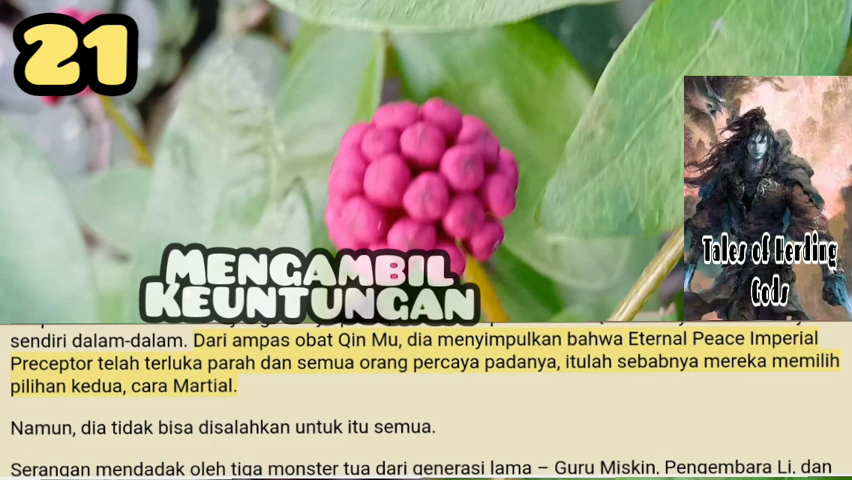 21
Tales of Herding
Gods
MENGAMBIL
KEUNTUNGAN
sendiri dalam-dalam. Dari ampas obat Qin Mu, dia menyimpulkan bahwa Eternal Peace Imperial
Preceptor telah terluka parah dan semua orang percaya padanya, itulah sebabnya mereka memilih
pilihan kedua, cara Martial.
Namun, dia tidak bisa disalahkan untuk itu semua.
Serangan mendadak oleh tiga monster tua dari generasi lama – Guru Miskin, Pengembara Li, dan